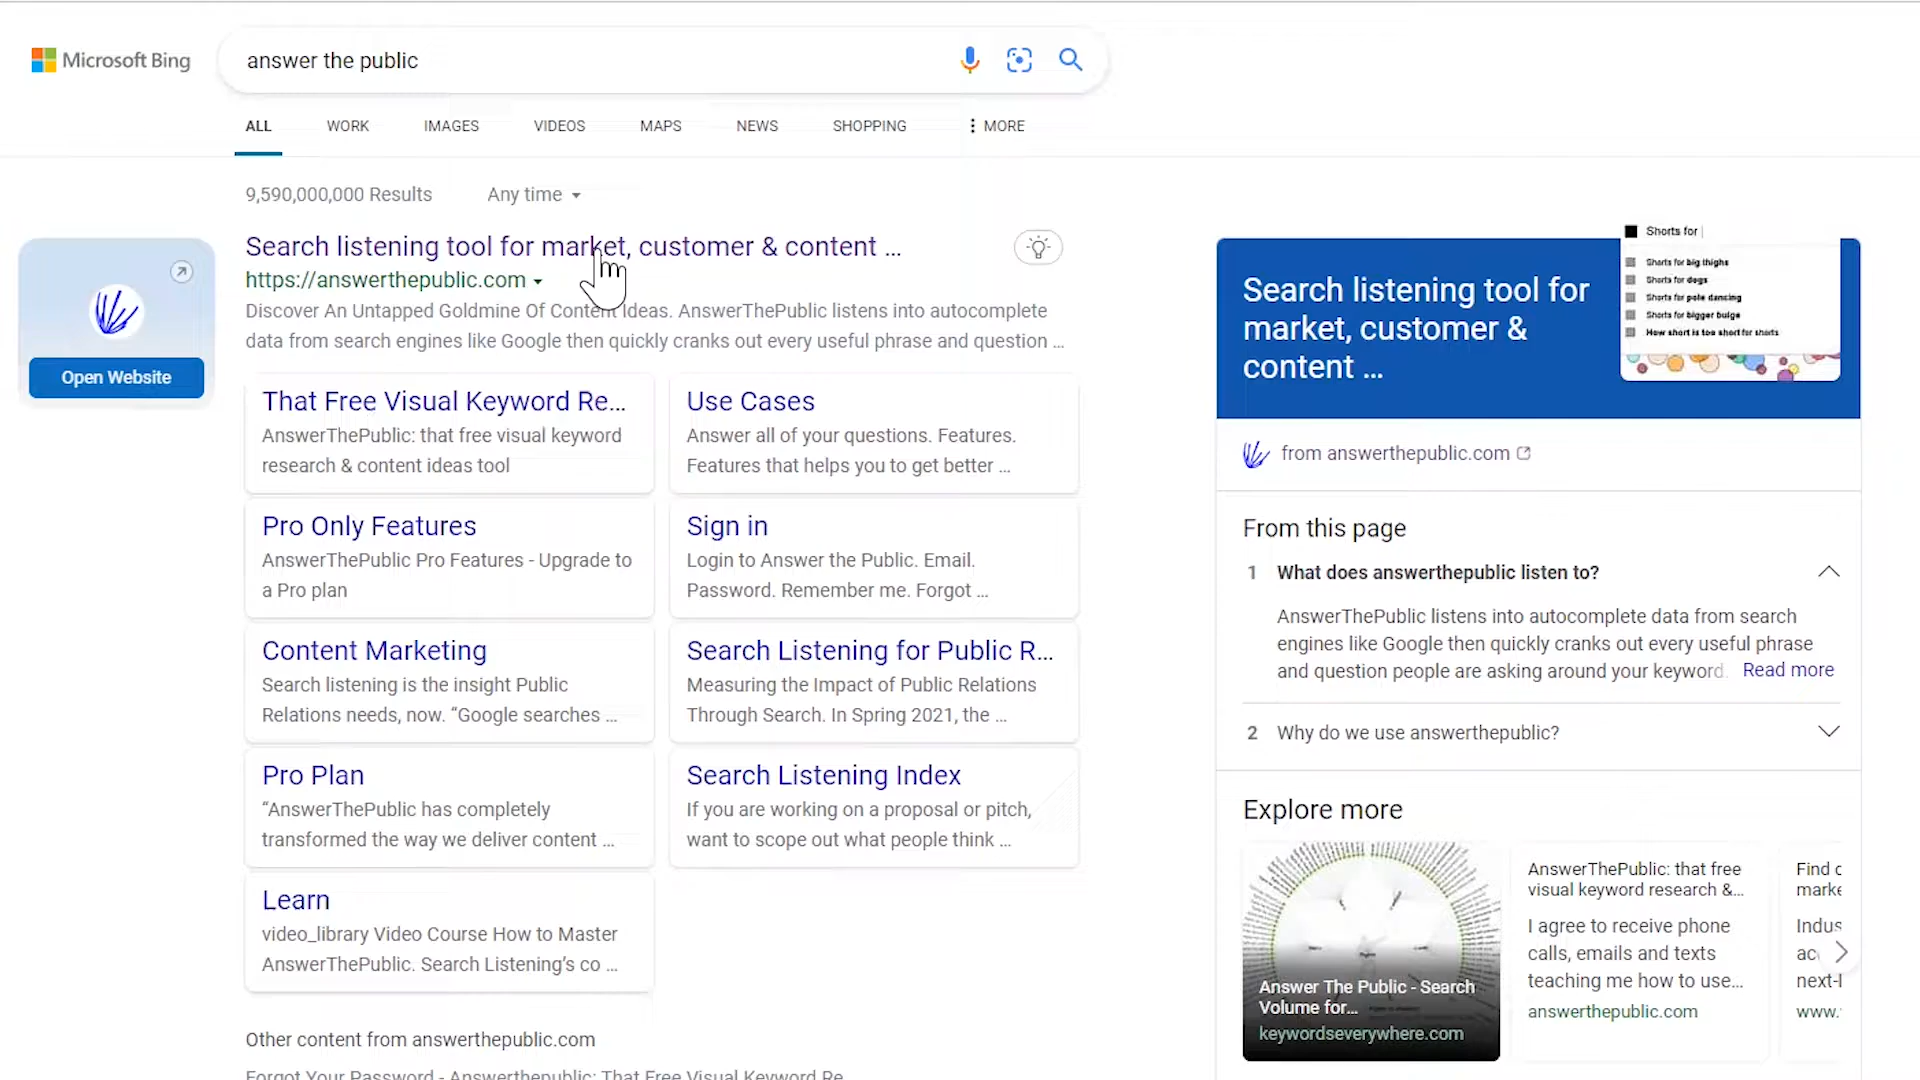 Microsoft Bing
answer the public
ALL
WORK
IMAGES
VIDEOS
MAPS
NEWS
SHOPPING
MORE
9,590,000,000 Results
Any time
Search listening tool for market, customer & content ...
https://answerthepublic.com
Discover An Untapped Goldmine Of Content Ideas. AnswerThePublic listens into autocomplete
data from search engines like Google then quickly cranks out every useful phrase and question ...
Open Website
That Free Visual Keyword Re...
AnswerThePublic: that free visual keyword
research & content ideas tool
Use Cases
Answer all of your questions. Features.
Features that helps you to get better ...
Pro Only Features
AnswerThePublic Pro Features - Upgrade to
a Pro plan
Sign in
Login to Answer the Public. Email.
Password. Remember me. Forgot ...
Content Marketing
Search listening is the insight Public
Relations needs, now. “Google searches ...
Search Listening for Public R...
Measuring the Impact of Public Relations
Through Search. In Spring 2021, the ...
Pro Plan
“AnswerThePublic has completely
transformed the way we deliver content ...
Search Listening Index
If you are working on a proposal or pitch,
want to scope out what people think ...
Learn
video_library Video Course How to Master
AnswerThePublic. Search Listening’s co ...
Other content from answerthepublic.com
Forgot Your Password - Answerthepublic: That Free Visual Keyword Re
Search listening tool for
market, customer &
content ...
Shorts for
Shorts for big thighs
Shorts for dogs
Shorts for pole dancing
Shorts for bigger bulge
How short is too short for shorts
from answerthepublic.com
From this page
1 What does answerthepublic listen to?
AnswerThePublic listens into autocomplete data from search
engines like Google then quickly cranks out every useful phrase
and question people are asking around your keyword. Read more
2 Why do we use answerthepublic?
Explore more
Answer The Public - Search
Volume for...
keywordseverywhere.com
AnswerThePublic: that free
visual keyword research &...
I agree to receive phone
calls, emails and texts
teaching me how to use...
answerthepublic.com
Find
marke
Indus
next-
www.